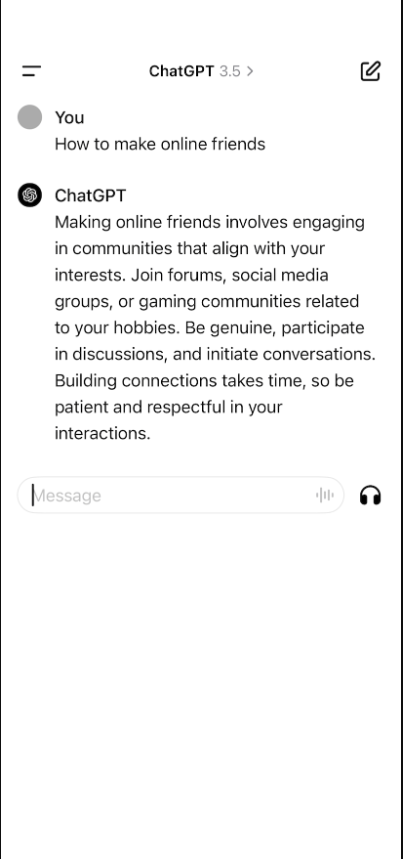 ChatGPT 3.5 >
You
How to make online friends
ChatGPT
Making online friends involves engaging
in communities that align with your
interests. Join forums, social media
groups, or gaming communities related
to your hobbies. Be genuine, participate
in discussions, and initiate conversations.
Building connections takes time, so be
patient and respectful in your
interactions.
Message